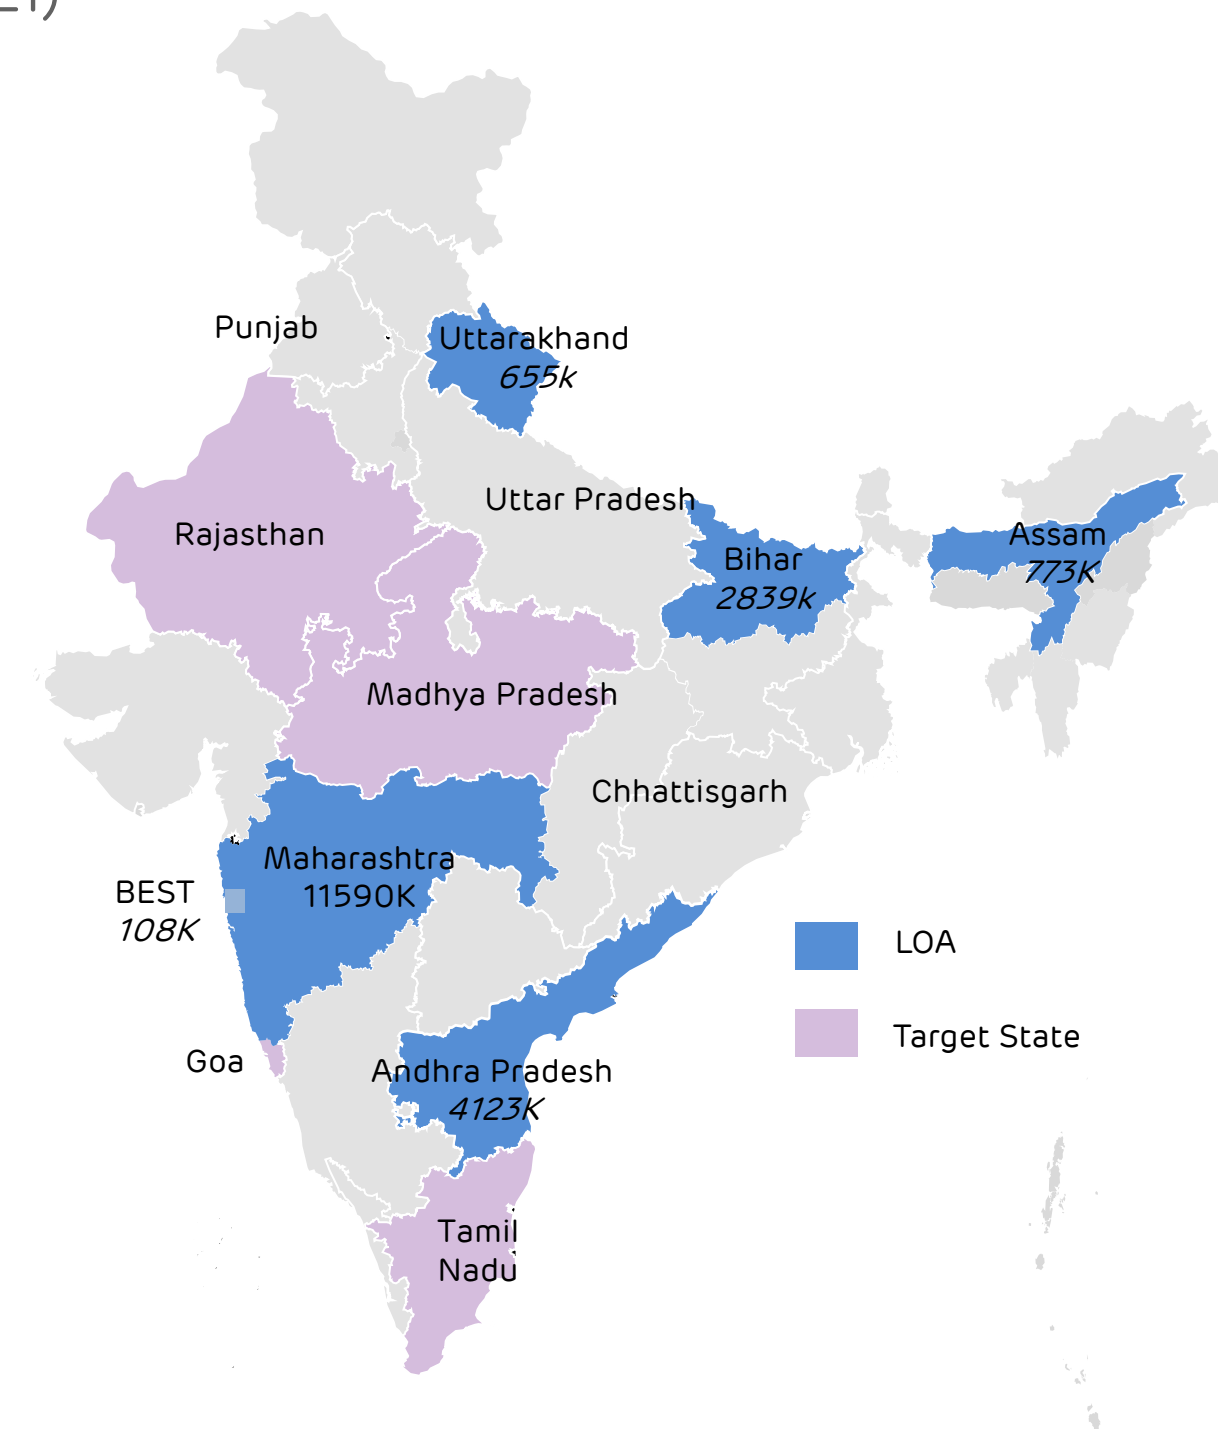 Punjab
Uttarakhand
655k
Uttar Pradesh
Rajasthan
Assam
773K
Bihar
2839k
Madhya Pradesh
Chhattisgarh
Maharashtra
11590K
BEST
108K
LOA
Target State
Goa
Andhra Pradesh
4123K
Tamil
Nadu